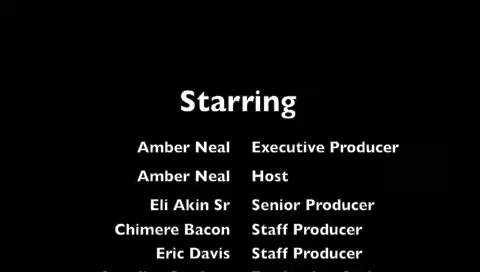 Starring
Amber Neal Executive Producer
Amber Neal Host
Eli Akin Sr Senior Producer
Chimere Bacon Staff Producer
Eric Davis Staff Producer